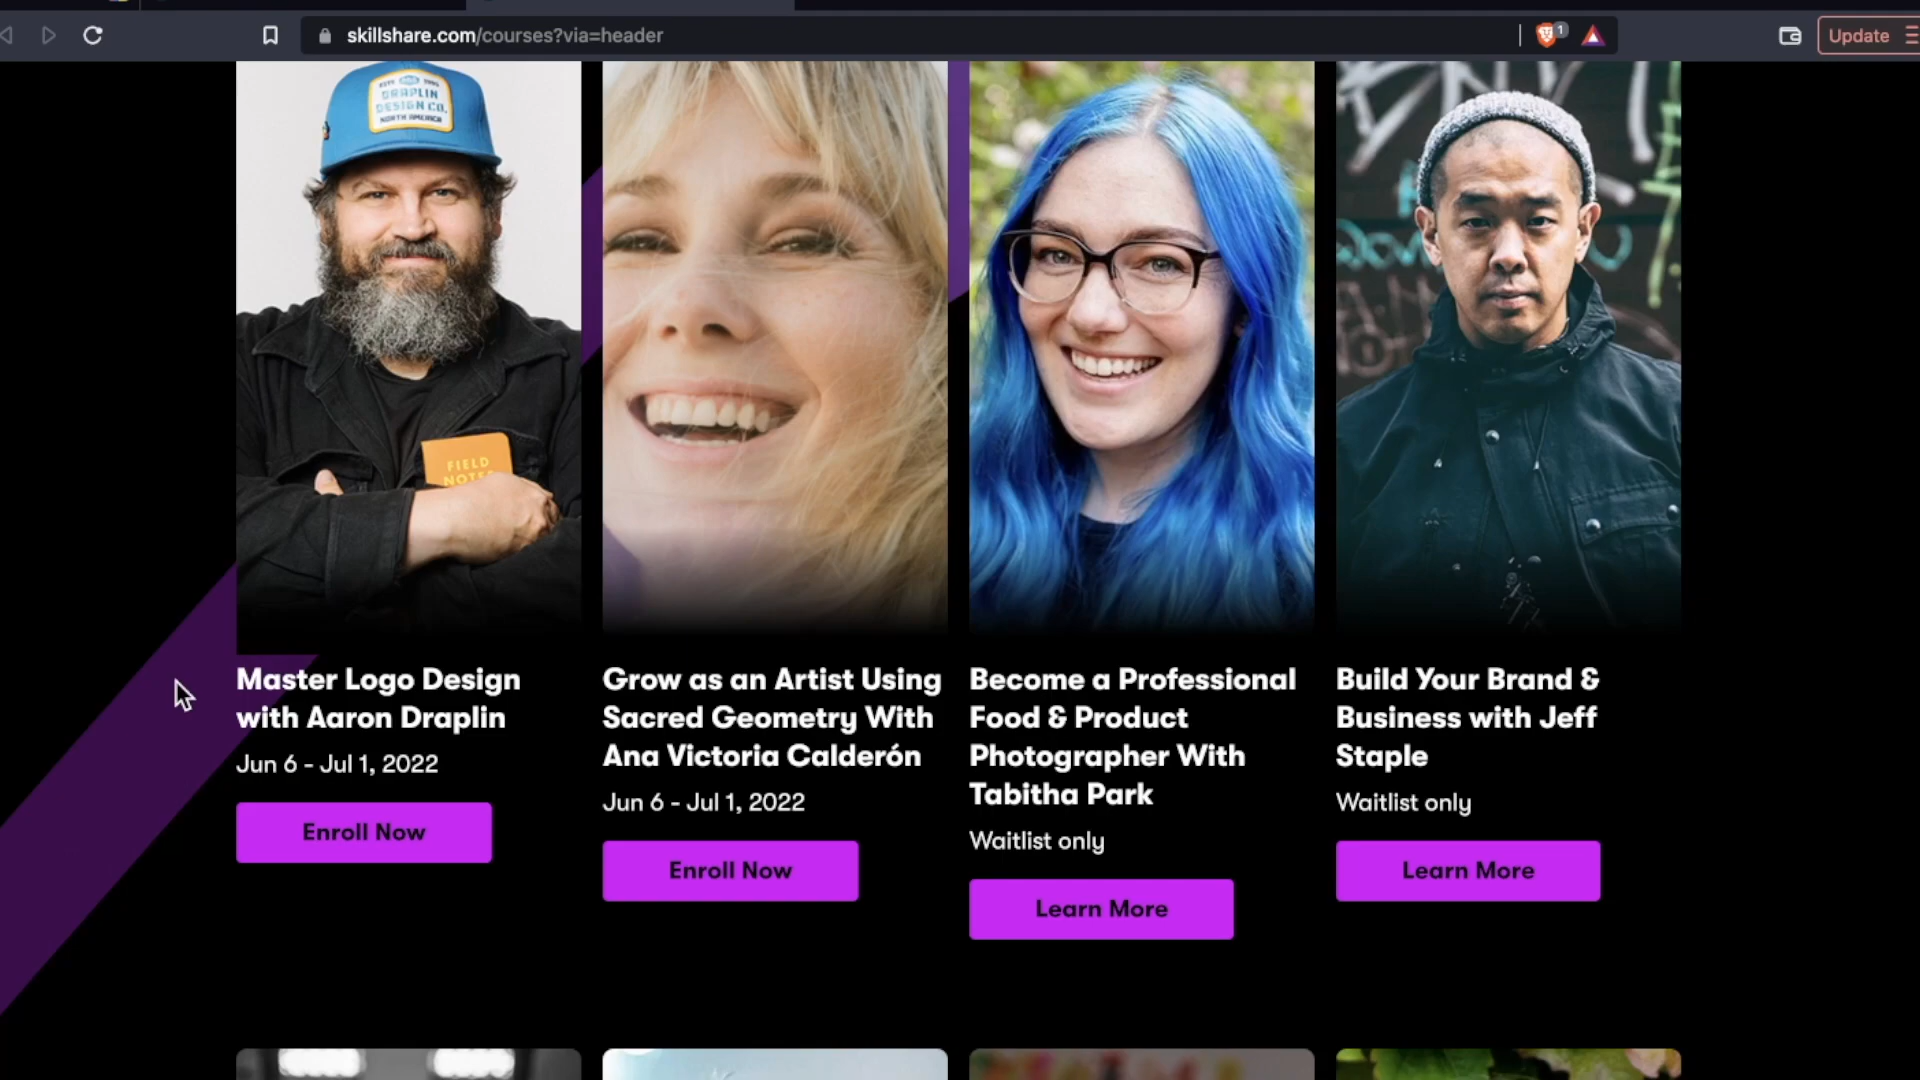 skillshare.com/courses?via=header
1
Update
ESTD 1995
DRAPLIN
DESIGN CO.
NORTH AMERICA
FIELD
NOTES
Master Logo Design
with Aaron Draplin
Jun 6 - Jul 1, 2022
Enroll Now
Grow as an Artist Using
Sacred Geometry With
Ana Victoria Calderón
Jun 6 - Jul 1, 2022
Enroll Now
Become a Professional
Food & Product
Photographer With
Tabitha Park
Waitlist only
Learn More
Build Your Brand &
Business with Jeff
Staple
Waitlist only
Learn More